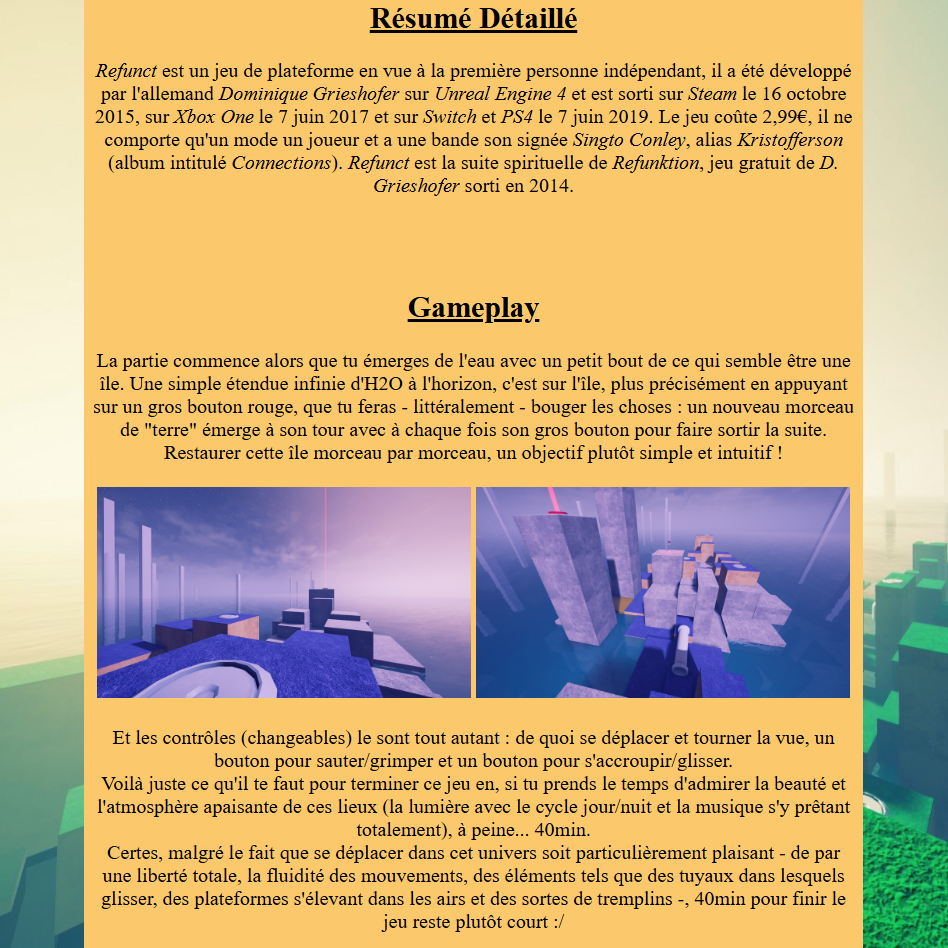 Résumé Détaillé
Refunct est un jeu de plateforme en vue à la première personne indépendant, il a été développé
par l'allemand Dominique Grieshofer sur Unreal Engine 4 et est sorti sur Steam le 16 octobre
2015, sur Xbox One le 7 juin 2017 et sur Switch et PS4 le 7 juin 2019. Le jeu coûte 2,99€, il ne
comporte qu'un mode un joueur et a une bande son signée Singto Conley, alias Kristofferson
(album intitulé Connections). Refunct est la suite spirituelle de Refunktion, jeu gratuit de D.
Grieshofer sorti en 2014.
Gameplay
La partie commence alors que tu émerges de l'eau avec un petit bout de ce qui semble être une
île. Une simple étendue infinie d'H2O à l'horizon, c'est sur l'île, plus précisément en appuyant
sur un gros bouton rouge, que tu feras - littéralement - bouger les choses : un nouveau morceau
de "terre" émerge à son tour avec à chaque fois son gros bouton pour faire sortir la suite.
Restaurer cette île morceau par morceau, un objectif plutôt simple et intuitif !
Et les contrôles (changeables) le sont tout autant : de quoi se déplacer et tourner la vue, un
bouton pour sauter/grimper et un bouton pour s'accroupir/glisser.
Voilà juste ce qu'il te faut pour terminer ce jeu en, si tu prends le temps d'admirer la beauté et
l'atmosphère apaisante de ces lieux (la lumière avec le cycle jour/nuit et la musique s'y prêtant
totalement), à peine... 40min.
Certes, malgré le fait que se déplacer dans cet univers soit particulièrement plaisant - de par
une liberté totale, la fluidité des mouvements, des éléments tels que des tuyaux dans lesquels
glisser, des plateformes s'élevant dans les airs et des sortes de tremplins -, 40min pour finir le
jeu reste plutôt court :/